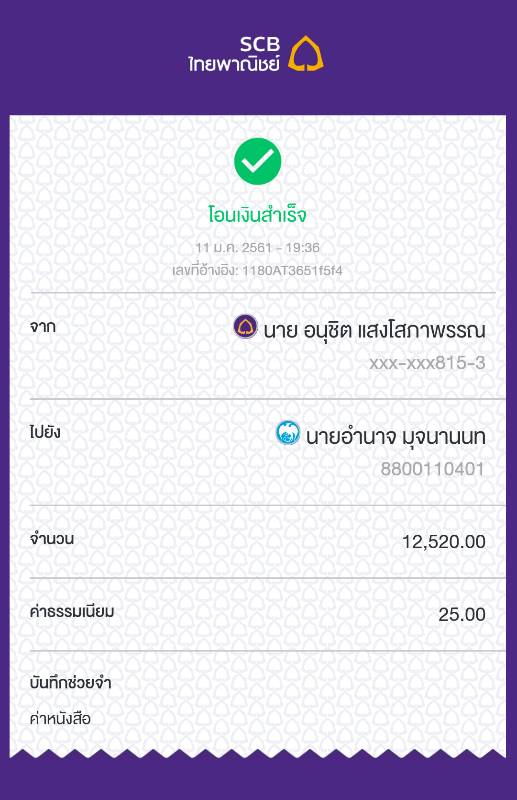 SCB
ไทยพาณิชย์
โอนเงินสำเร็จ
11 ม.ค. 2561 - 19:36
เลขที่อ้างอิง: 1180AT3651f5f4
จาก
นาย อนุชิต แสงโสภาพรรณ
xxx-xxx815-3
ไปยัง
นายอำนาจ มุจนานนท
8800110401
จำนวน 12,520.00
ค่าธรรมเนียม 25.00
บันทึกช่วยจำ
ค่าหนังสือ